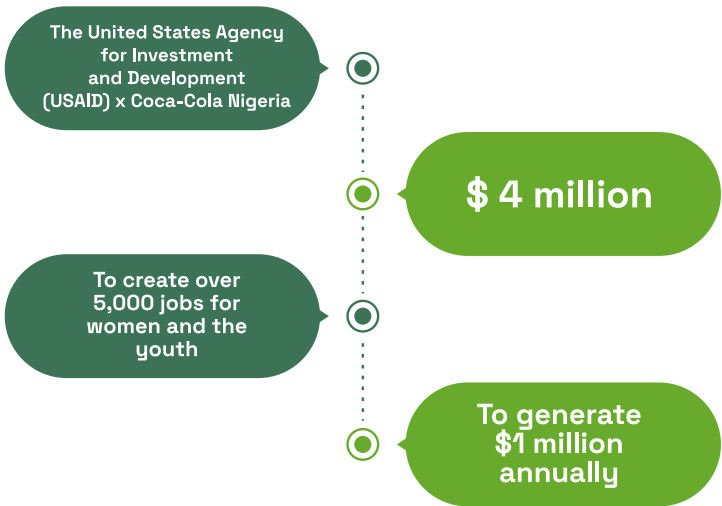 The United States Agency
for Investment
and Development
(USAID) x Coca-Cola Nigeria
$ 4 million
To create over
5,000 jobs for
women and the
youth
To generate
$1 million
annually